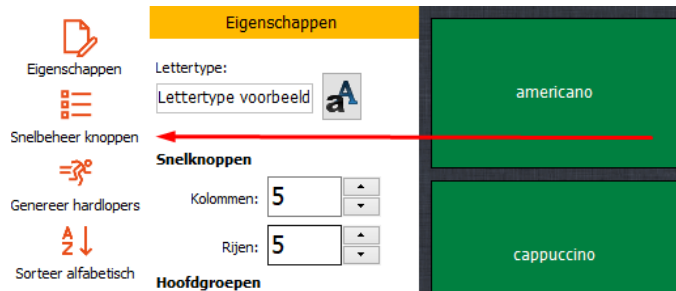 Eigenschappen
Snelbeheer knoppen
Genereer hardlopers
A
Z
Sorteer alfabetisch
Eigenschappen
Lettertype:
Lettertype voorbeeld
aA
Snelknoppen
Kolommen: 5
Rijen: 5
Hoofdgroepen
americano
cappuccino